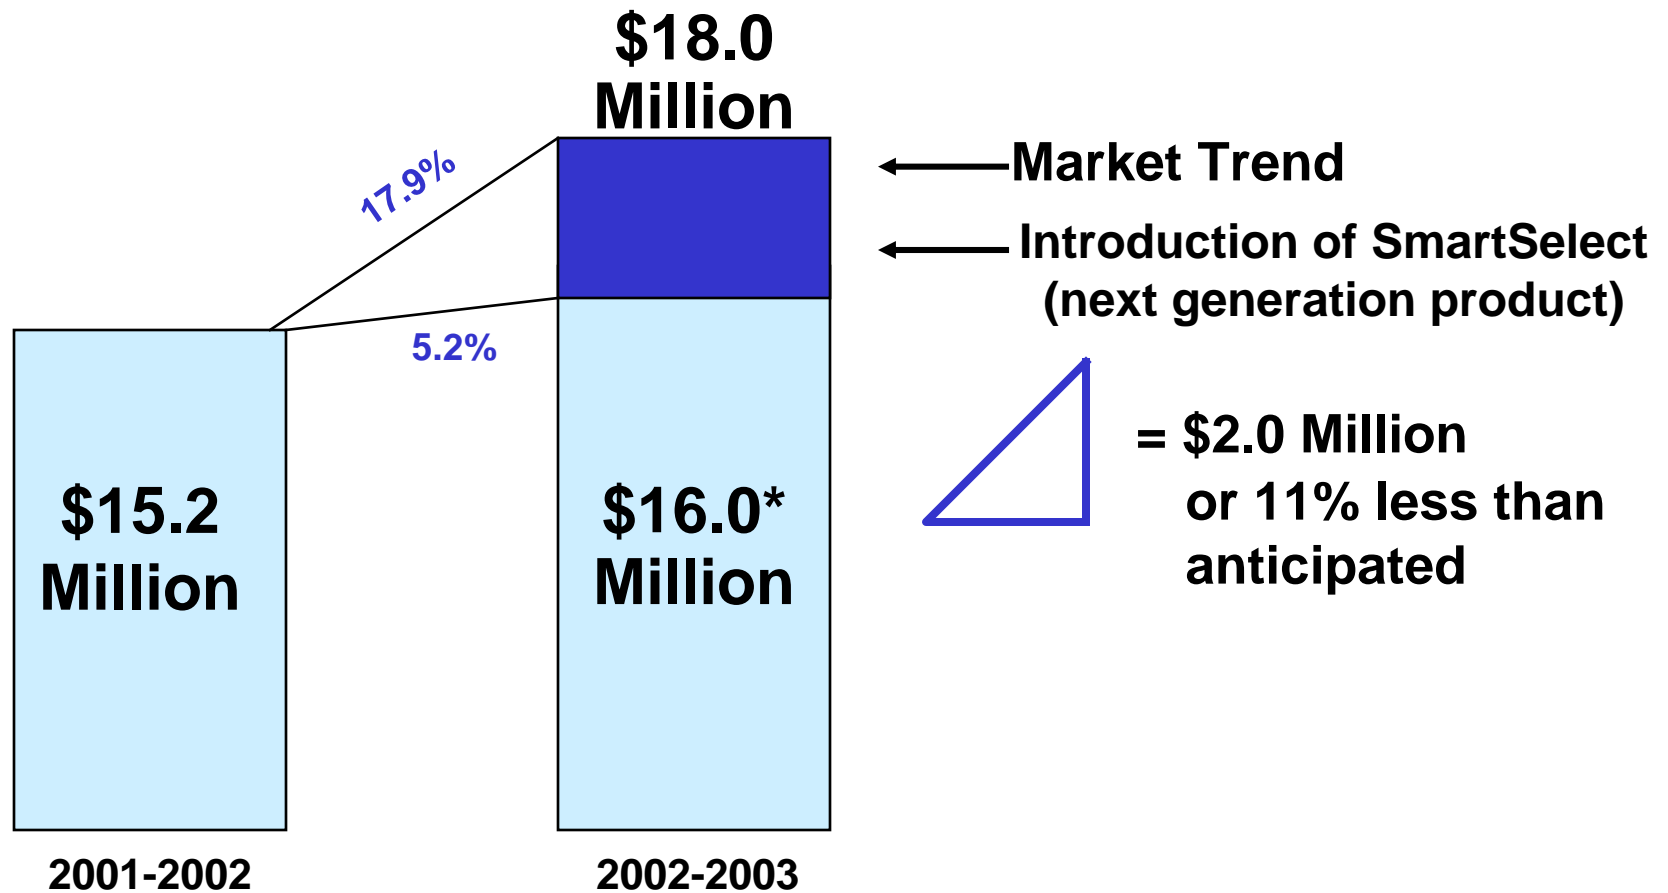 $18.0
Million
17.9%
Market Trend
Introduction of SmartSelect
(next generation product)
5.2%
= $2.0 Million
or 11% less than
anticipated
$15.2
Million
$16.0*
Million
2001-2002
2002-2003